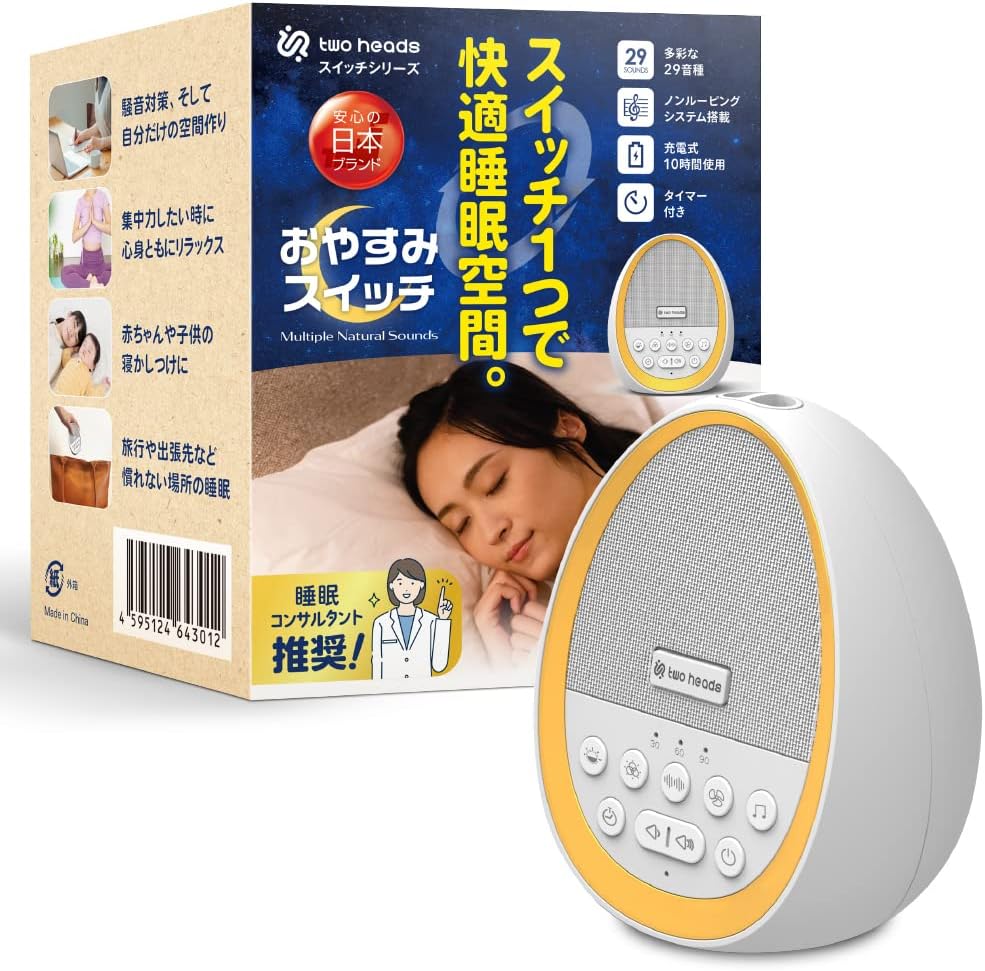 騒音対策、そして
自分だけの空間作り
集中力したい時に
心身ともにリラックス
赤ちゃんや子供の
寝かしつけに
旅行や出張先など
慣れない場所の睡眠
紙
外箱
Made in China
4 595124 643012
two heads
スイッチシリーズ
安心の
日本
ブランド
おやすみ
スイッチ
Multiple Natural Sounds
スイッチ1つで
快適睡眠空間。
29
SOUNDS
多彩な
29音種
ノンルーピング
システム搭載
充電式
10時間使用
タイマー
付き
two heads
睡眠
コンサルタント
推奨!
two heads
30 60 90